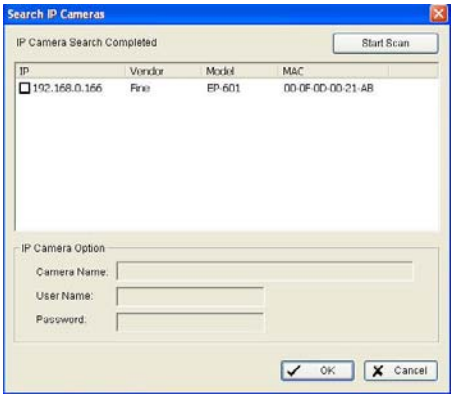 Search IP Cameras
IP Camera Search Completed
Start Scan
IP Vendor Model MAC
192.168.0.166 Fine EP-601 00-0F-0D-00-21-AB
IP Camera Option
Camera Name:
User Name:
Password:
OK Cancel